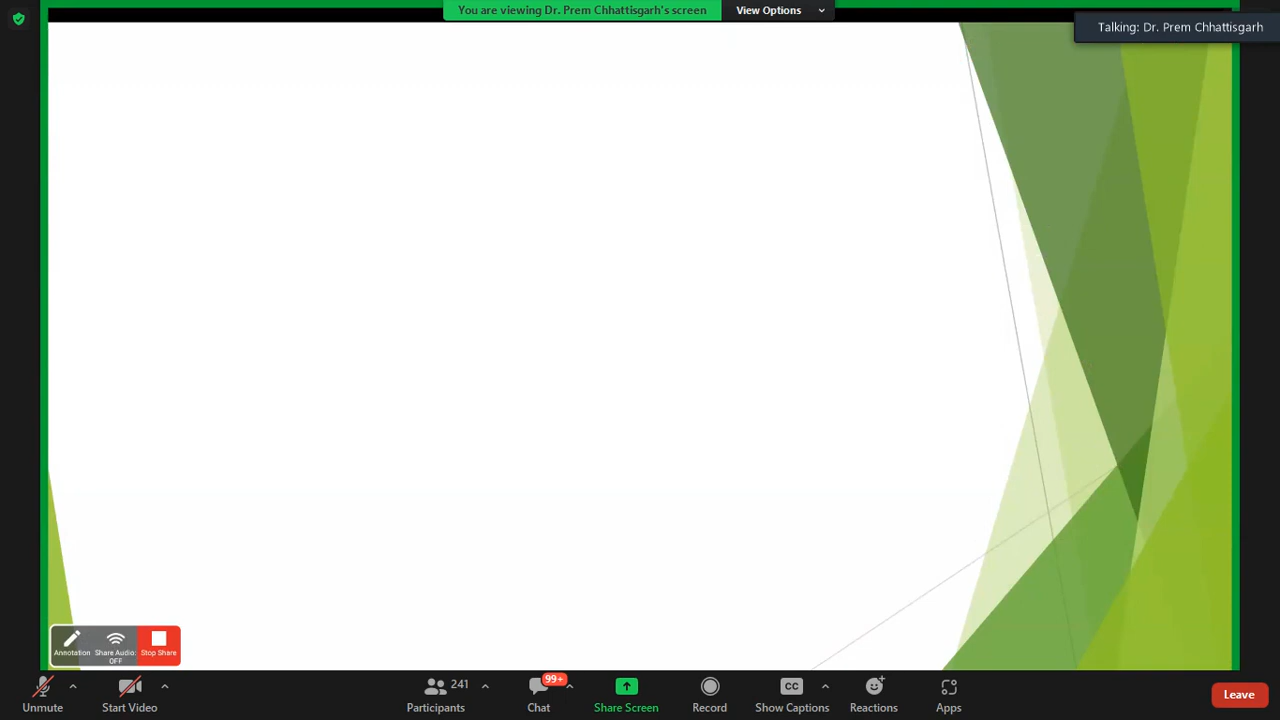 You are viewing Dr. Prem Chhattisgarh's screen
View Options
Talking: Dr. Prem Chhattisgarh
Annotation
Share Audio: OFF
Stop Share
Unmute
Start Video
241
Participants
99+
Chat
Share Screen
Record
CC
Show Captions
Reactions
Apps
Leave